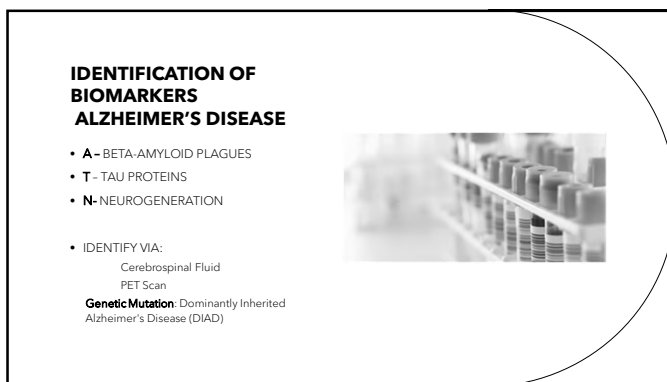 IDENTIFICATION OF
BIOMARKERS
ALZHEIMER'S DISEASE
• A – BETA-AMYLOID PLAGUES
• T - TAU PROTEINS
• N- NEUROGENERATION
• IDENTIFY VIA:
Cerebrospinal Fluid
PET Scan
Genetic Mutation: Dominantly Inherited
Alzheimer's Disease (DIAD)